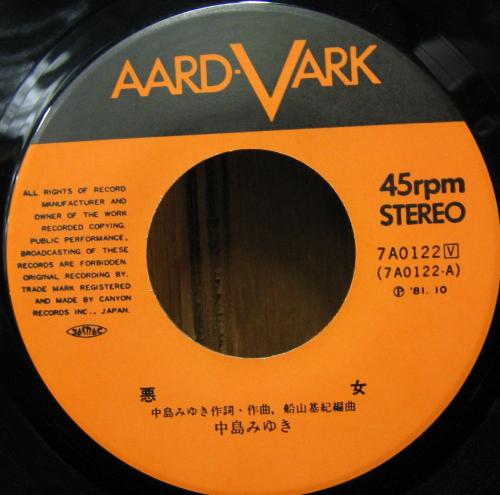 AARD-VARK
ALL RIGHTS OF RECORD
MANUFACTURER AND
OWNER OF THE WORK
RECORDED COPYING.
PUBLIC PERFORMANCE,
BROADCASTING OF THESE
RECORDS ARE FORBIDDEN.
ORIGINAL RECORDING BY.
TRADE MARK REGISTERED
AND MADE BY CANYON
RECORDS INC., JAPAN.
45rpm
STEREO
7A0122 V
(7A0122-A)
Ⓟ '81. 10
悪 女
中島みゆき作詞・作曲, 船山基紀編曲
中島みゆき